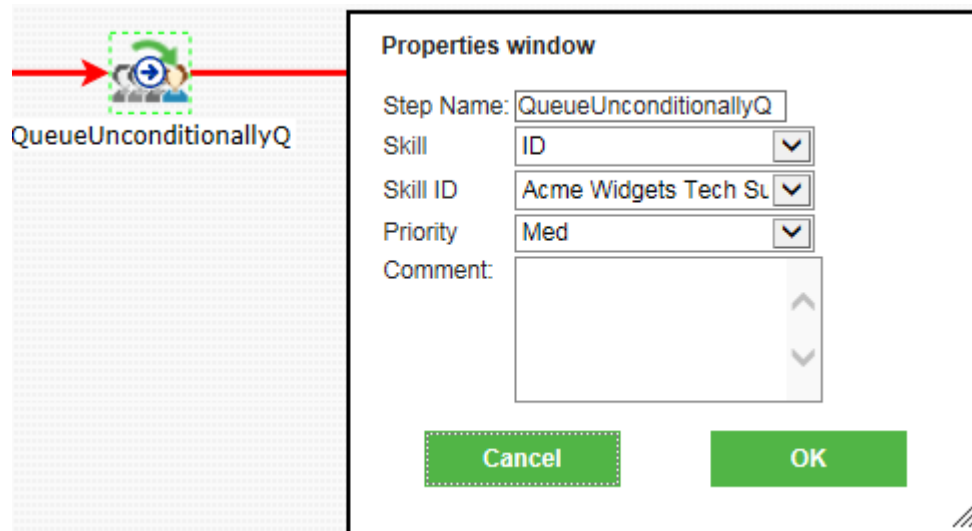 Properties window
QueueUnconditionallyQ
Step Name: QueueUnconditionallyQ
Skill ID
Skill ID Acme Widgets Tech Su
Priority Med
Comment:
Cancel OK